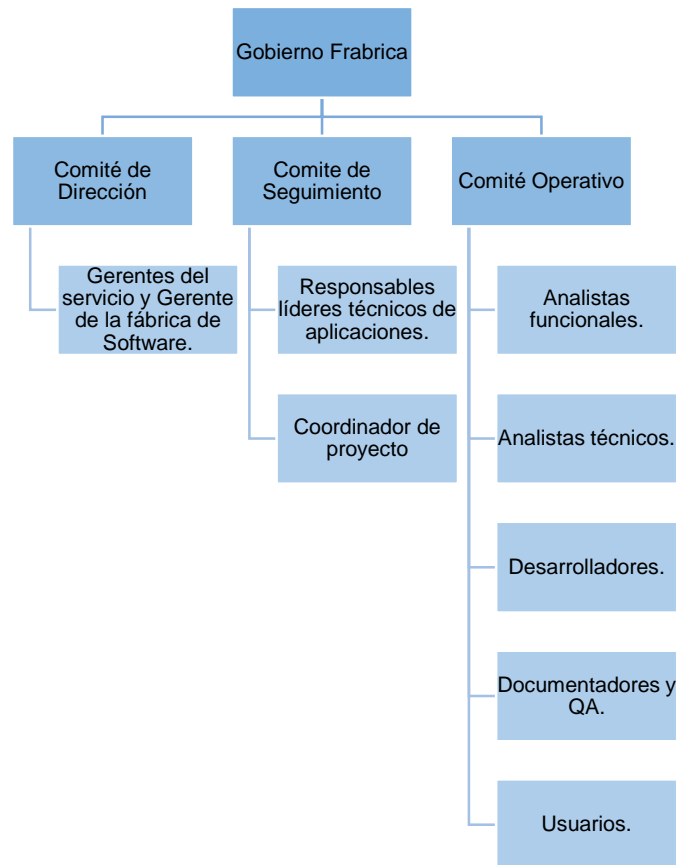 Gobierno Frabrica
Comité de
Dirección
Gerentes del
servicio y Gerente
de la fábrica de
Software.
Comite de
Seguimiento
Responsables
líderes técnicos de
aplicaciones.
Coordinador de
proyecto
Comité Operativo
Analistas
funcionales.
Analistas técnicos.
Desarrolladores.
Documentadores y
QA.
Usuarios.